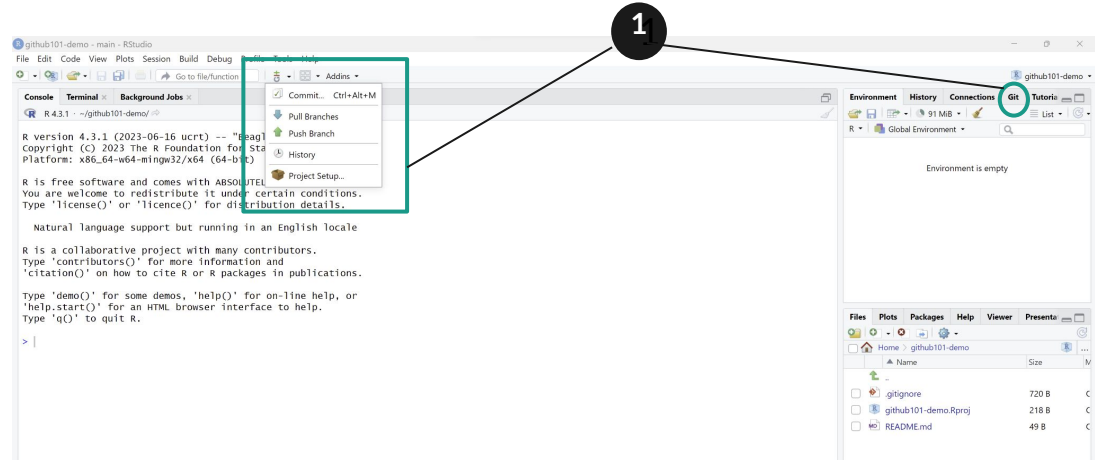 1
github101-demo - main - RStudio
File Edit Code View Plots Session Build Debug Profile Tools Help
Go to file/function Addins
github101-demo
Console Terminal Background Jobs
R 4.3.1 · ~/github101-demo/
Commit... Ctrl+Alt+M
Pull Branches
Push Branch
History
Project Setup...
R version 4.3.1 (2023-06-16 ucrt) -- "Beagl
Copyright (C) 2023 The R Foundation for Sta
Platform: x86_64-w64-mingw32/x64 (64-bit)
R is free software and comes with ABSOLUTEL
You are welcome to redistribute it under certain conditions.
Type 'license()' or 'licence()' for distribution details.
Natural language support but running in an English locale
R is a collaborative project with many contributors.
Type 'contributors()' for more information and
'citation()' on how to cite R or R packages in publications.
Type 'demo()' for some demos, 'help()' for on-line help, or
'help.start()' for an HTML browser interface to help.
Type 'q()' to quit R.
>
Environment History Connections Git Tutoria
91 MiB List
R Global Environment
Environment is empty
Files Plots Packages Help Viewer Presenta
Home github101-demo ...
Name Size M
..
.gitignore 720 B
github101-demo.Rproj 218 B
README.md 49 B